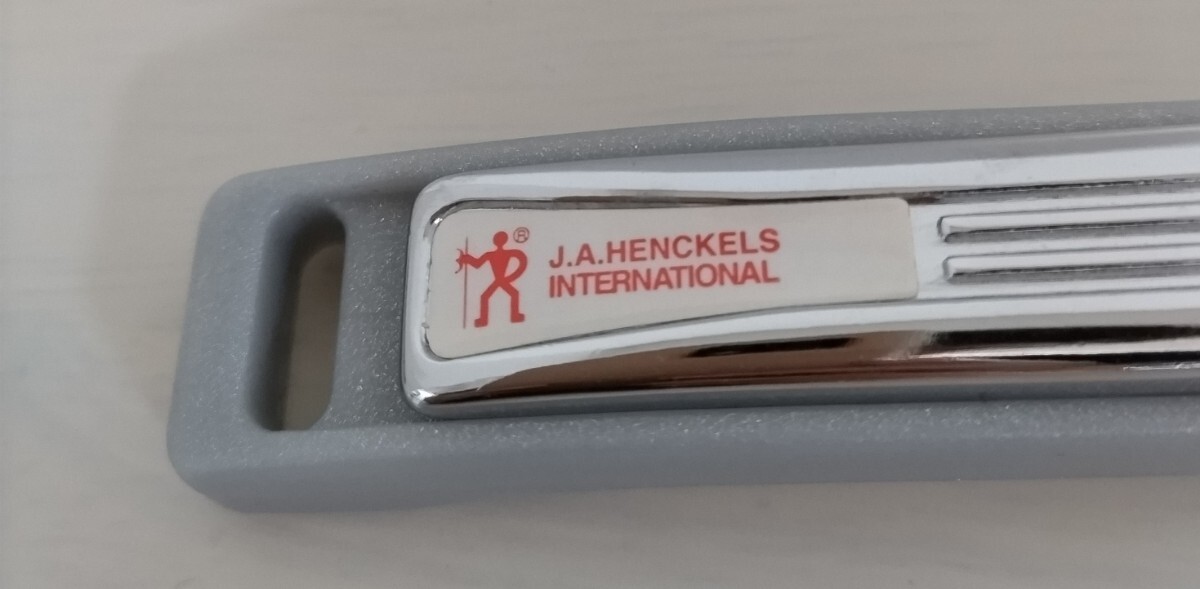 ®
J.A.HENCKELS
INTERNATIONAL